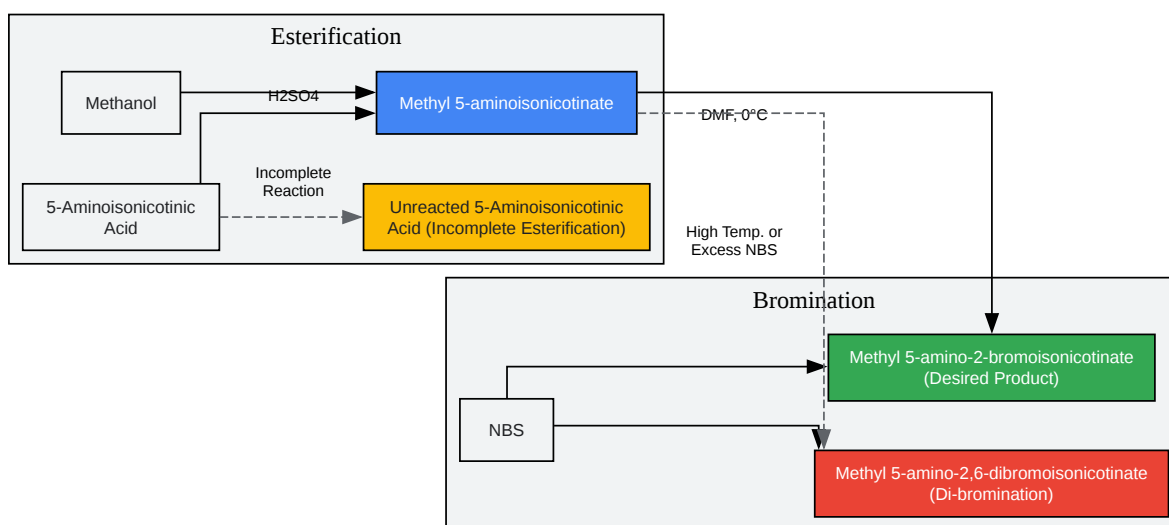 Esterification
Methanol
H2SO4
Methyl 5-aminoisonicotinate
DMF, 0°C
Incomplete
Reaction
5-Aminoisonicotinic
Acid
Unreacted 5-Aminoisonicotinic
Acid (Incomplete Esterification)
High Temp. or
Excess NBS
Bromination
Methyl 5-amino-2-bromoisonicotinate
(Desired Product)
NBS
Methyl 5-amino-2,6-dibromoisonicotinate
(Di-bromination)